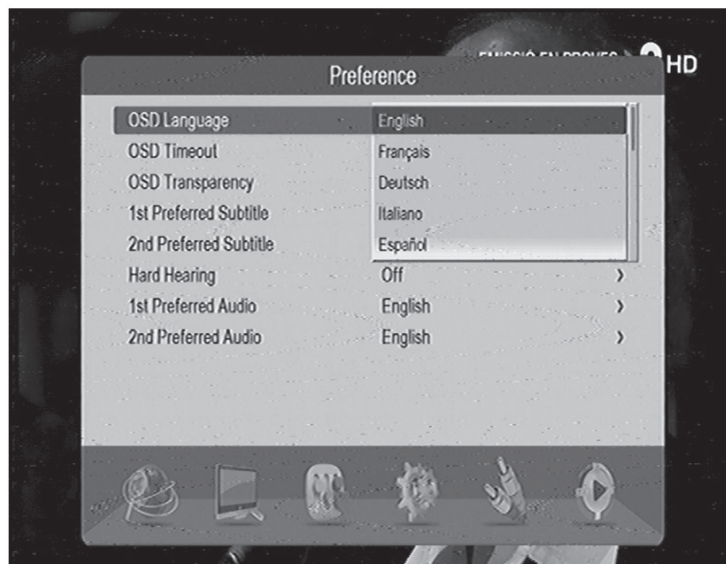 HD
Preference
OSD Language English
OSD Timeout Français
OSD Transparency Deutsch
1st Preferred Subtitle Italiano
2nd Preferred Subtitle Español
Hard Hearing Off
1st Preferred Audio English
2nd Preferred Audio English